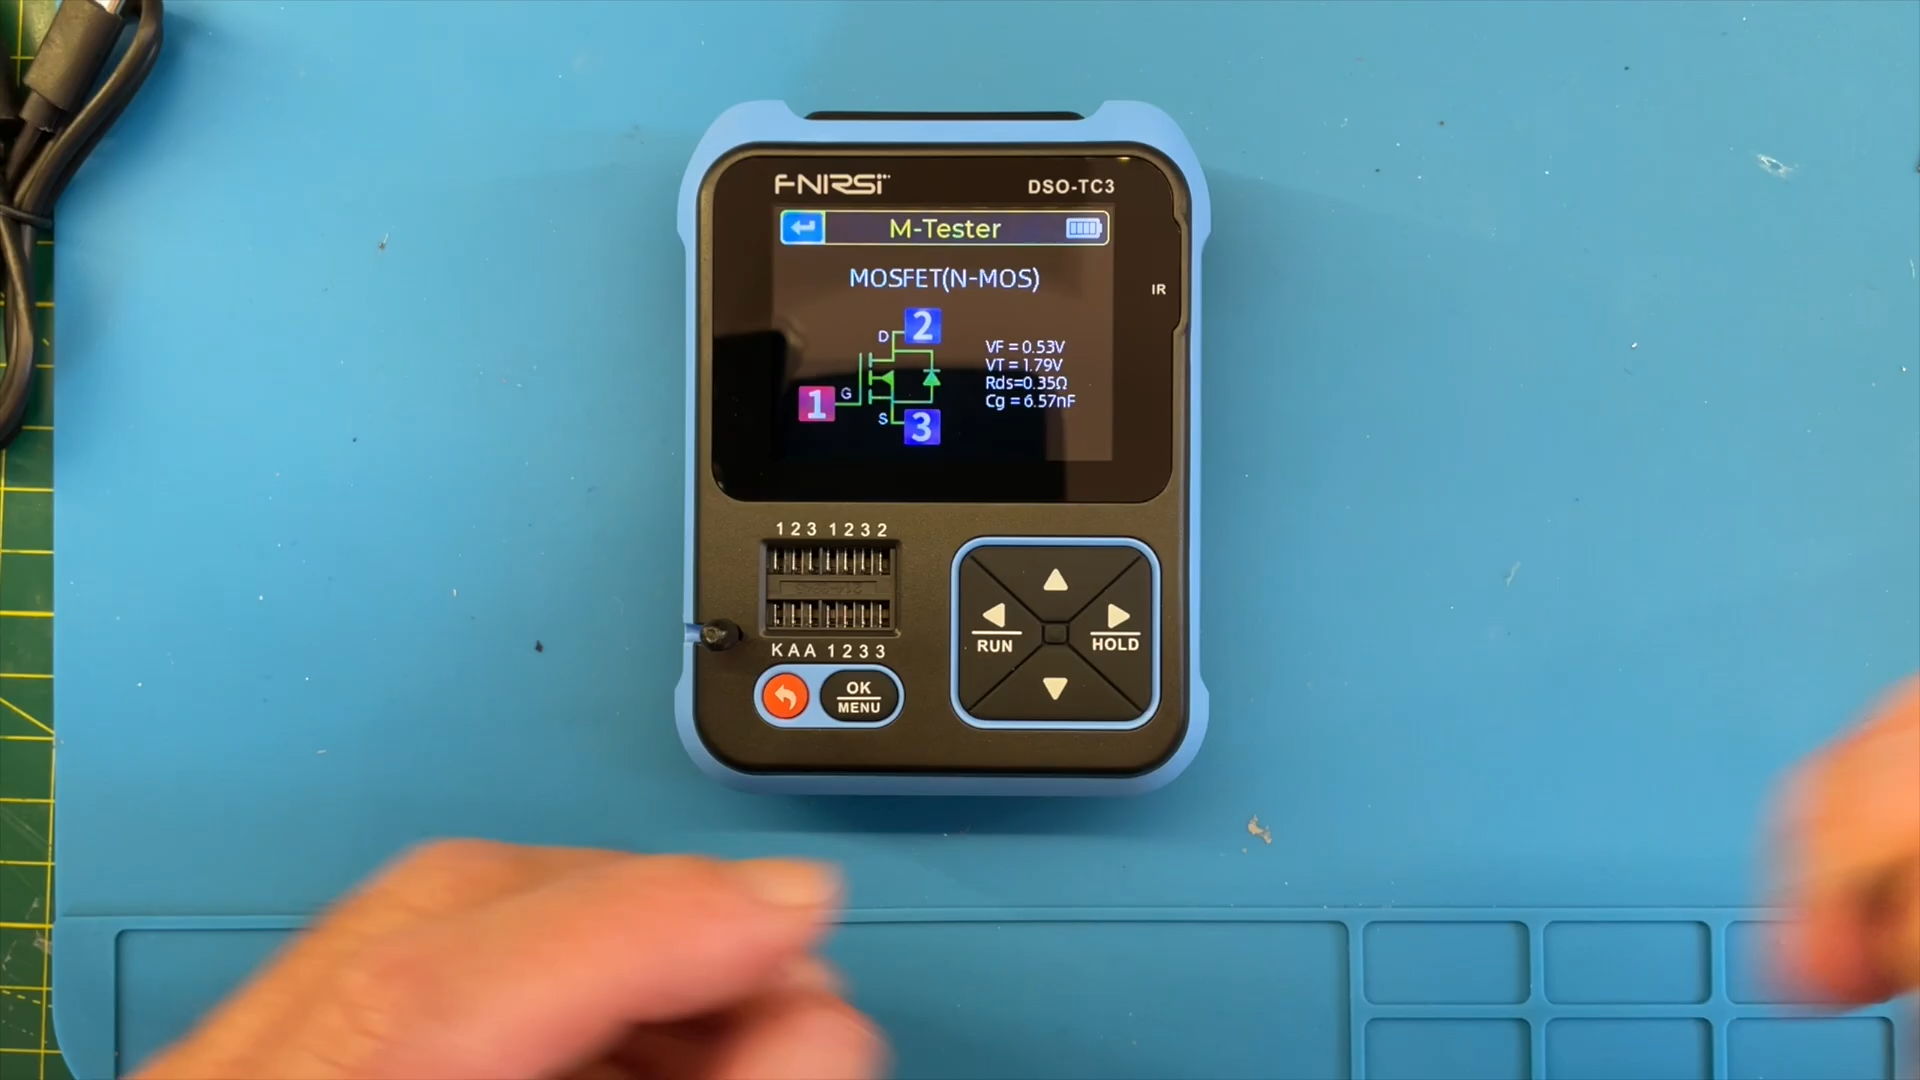 FNIRSI
DSO-TC3
M-Tester
MOSFET(N-MOS)
IR
D 2
1 G
S 3
VF = 0.53V
VT = 1.79V
Rds=0.35Ω
Cg = 6.57nF
1 2 3 1 2 3 2
K A A 1 2 3 3
OK
MENU
RUN
HOLD